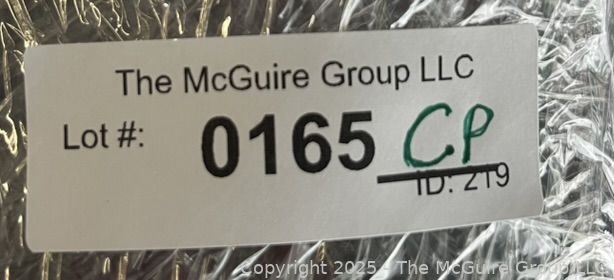 The McGuire Group LLC
Lot #: 0165 CP
ID: 219
Copyright 2025 - The McGuire Group LLC